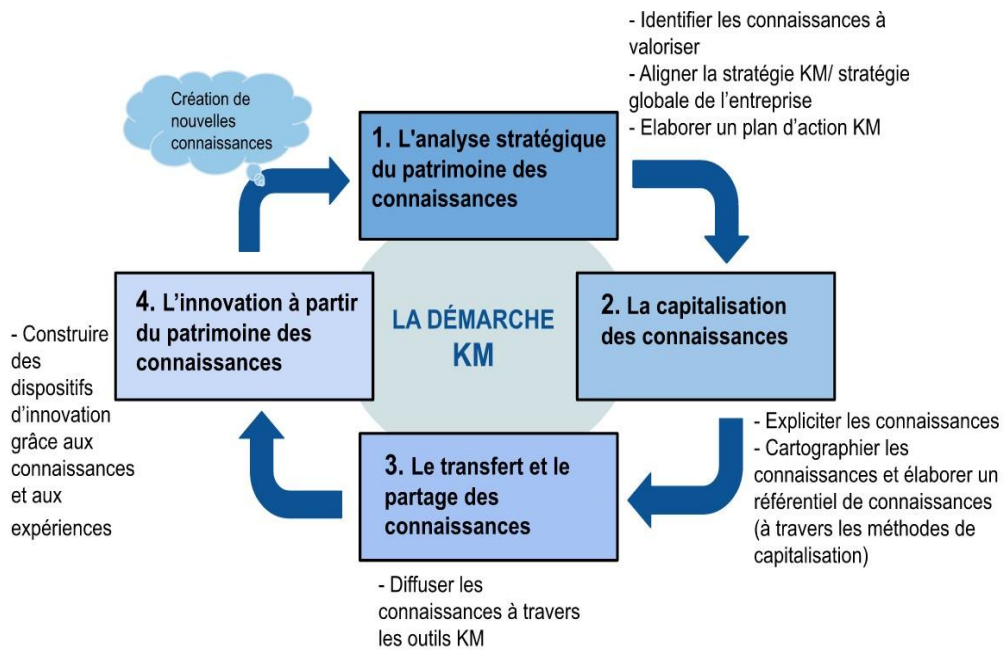 - Identifier les connaissances à
valoriser
- Aligner la stratégie KM/ stratégie
globale de l'entreprise
- Elaborer un plan d'action KM
Création de
nouvelles
connaissances
1. L'analyse stratégique
du patrimoine des
connaissances
4. L'innovation à partir
du patrimoine des
connaissances
LA DÉMARCHE
KM
2. La capitalisation
des connaissances
- Construire
des
dispositifs
d'innovation
grâce aux
connaissances
et aux
expériences
3. Le transfert et le
partage des
connaissances
- Expliciter les connaissances
- Cartographier les
connaissances et élaborer un
référentiel de connaissances
(à travers les méthodes de
capitalisation)
- Diffuser les
connaissances à travers
les outils KM